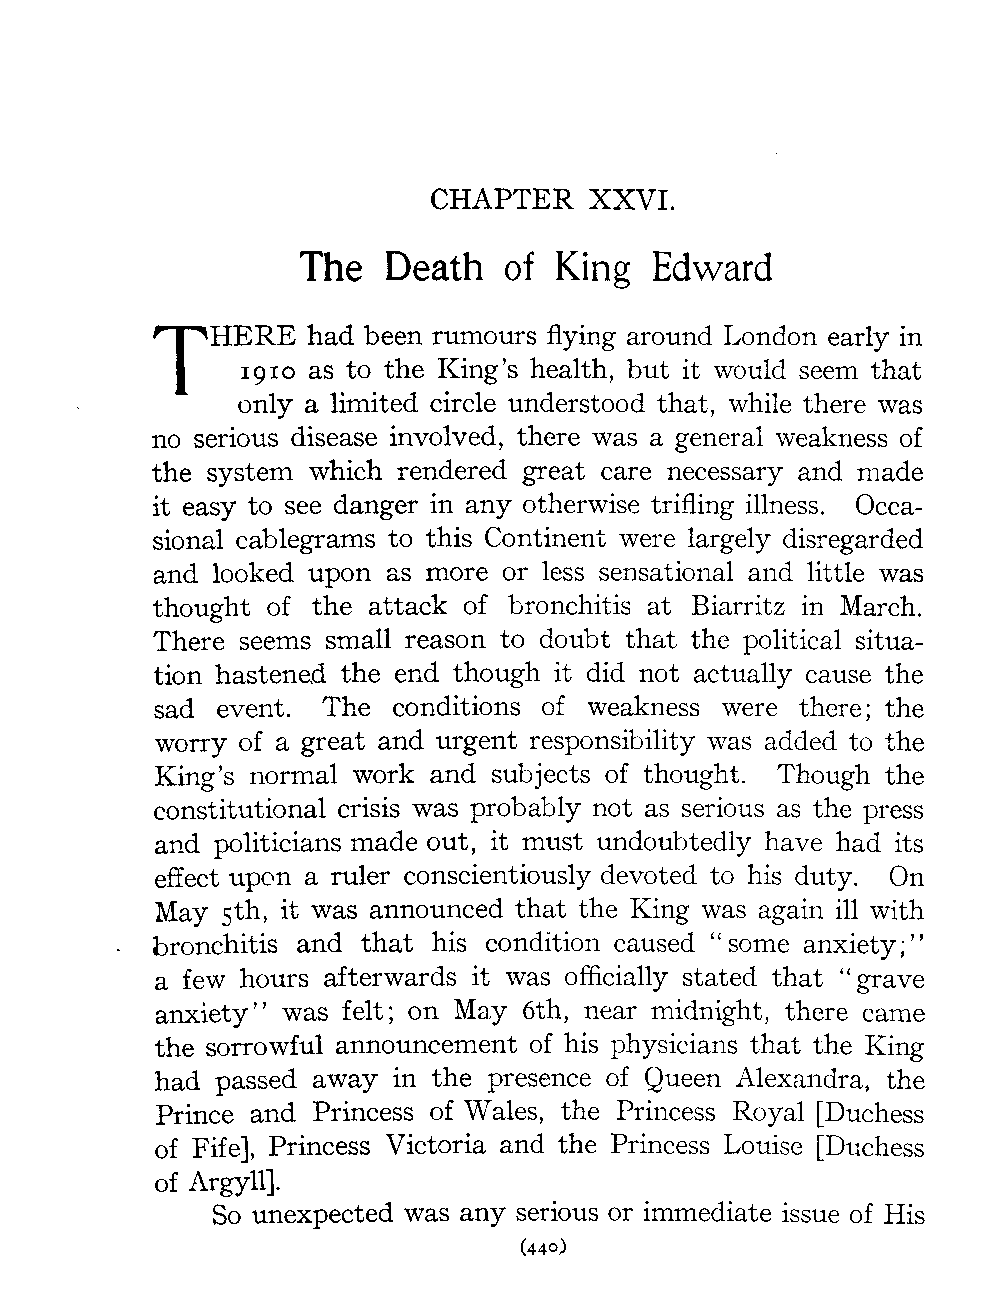 CHAPTER XXVI.
The Death of King Edward
THERE had been rumours flying around London early in
1910 as to the King's health, but it would seem that
only a limited circle understood that, while there was
no serious disease involved, there was a general weakness of
the system which rendered great care necessary and made
it easy to see danger in any otherwise trifling illness. Occa-
sional cablegrams to this Continent were largely disregarded
and looked upon as more or less sensational and little was
thought of the attack of bronchitis at Biarritz in March.
There seems small reason to doubt that the political situa-
tion hastened the end though it did not actually cause the
sad event. The conditions of weakness were there; the
worry of a great and urgent responsibility was added to the
King's normal work and subjects of thought. Though the
constitutional crisis was probably not as serious as the press
and politicians made out, it must undoubtedly have had its
effect upon a ruler conscientiously devoted to his duty. On
May 5th, it was announced that the King was again ill with
bronchitis and that his condition caused "some anxiety;"
a few hours afterwards it was officially stated that "grave
anxiety" was felt; on May 6th, near midnight, there came
the sorrowful announcement of his physicians that the King
had passed away in the presence of Queen Alexandra, the
Prince and Princess of Wales, the Princess Royal [Duchess
of Fife], Princess Victoria and the Princess Louise [Duchess
of Argyll].
So unexpected was any serious or immediate issue of His
(440)